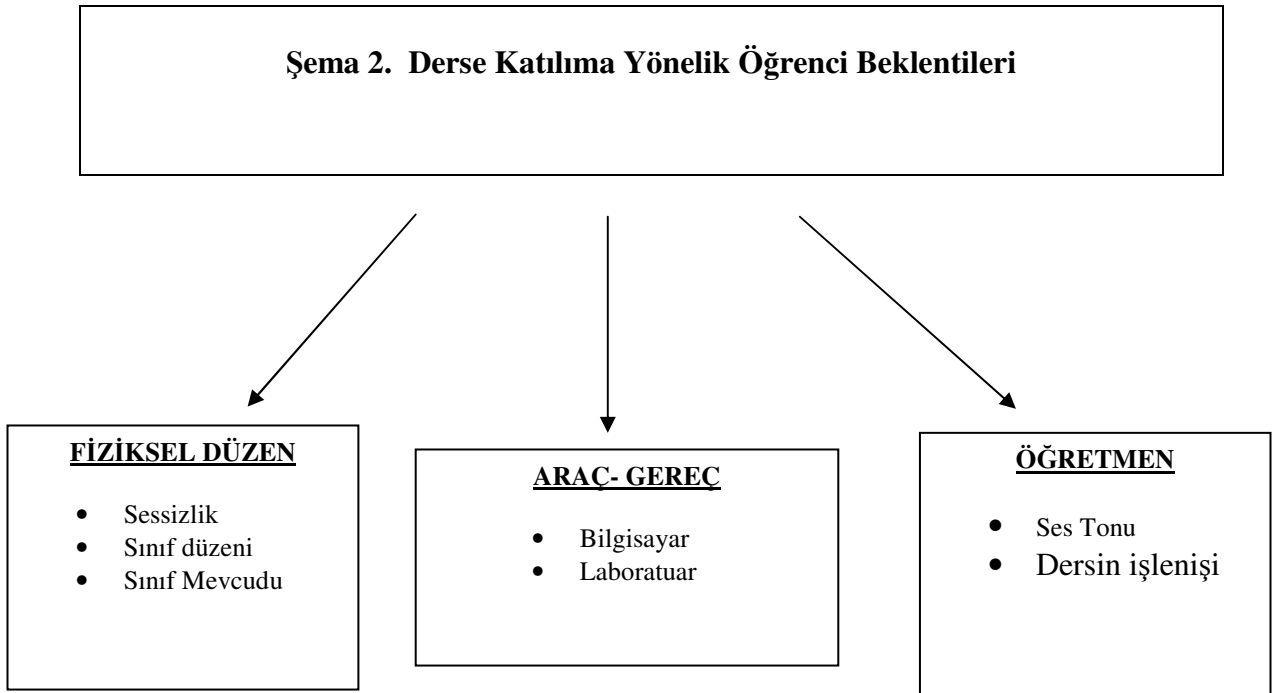 Şema 2. Derse Katılıma Yönelik Öğrenci Beklentileri
FİZİKSEL DÜZEN
• Sessizlik
• Sınıf düzeni
• Sınıf Mevcudu
ARAÇ- GEREÇ
• Bilgisayar
• Laboratuar
ÖĞRETMEN
• Ses Tonu
• Dersin işlenişi